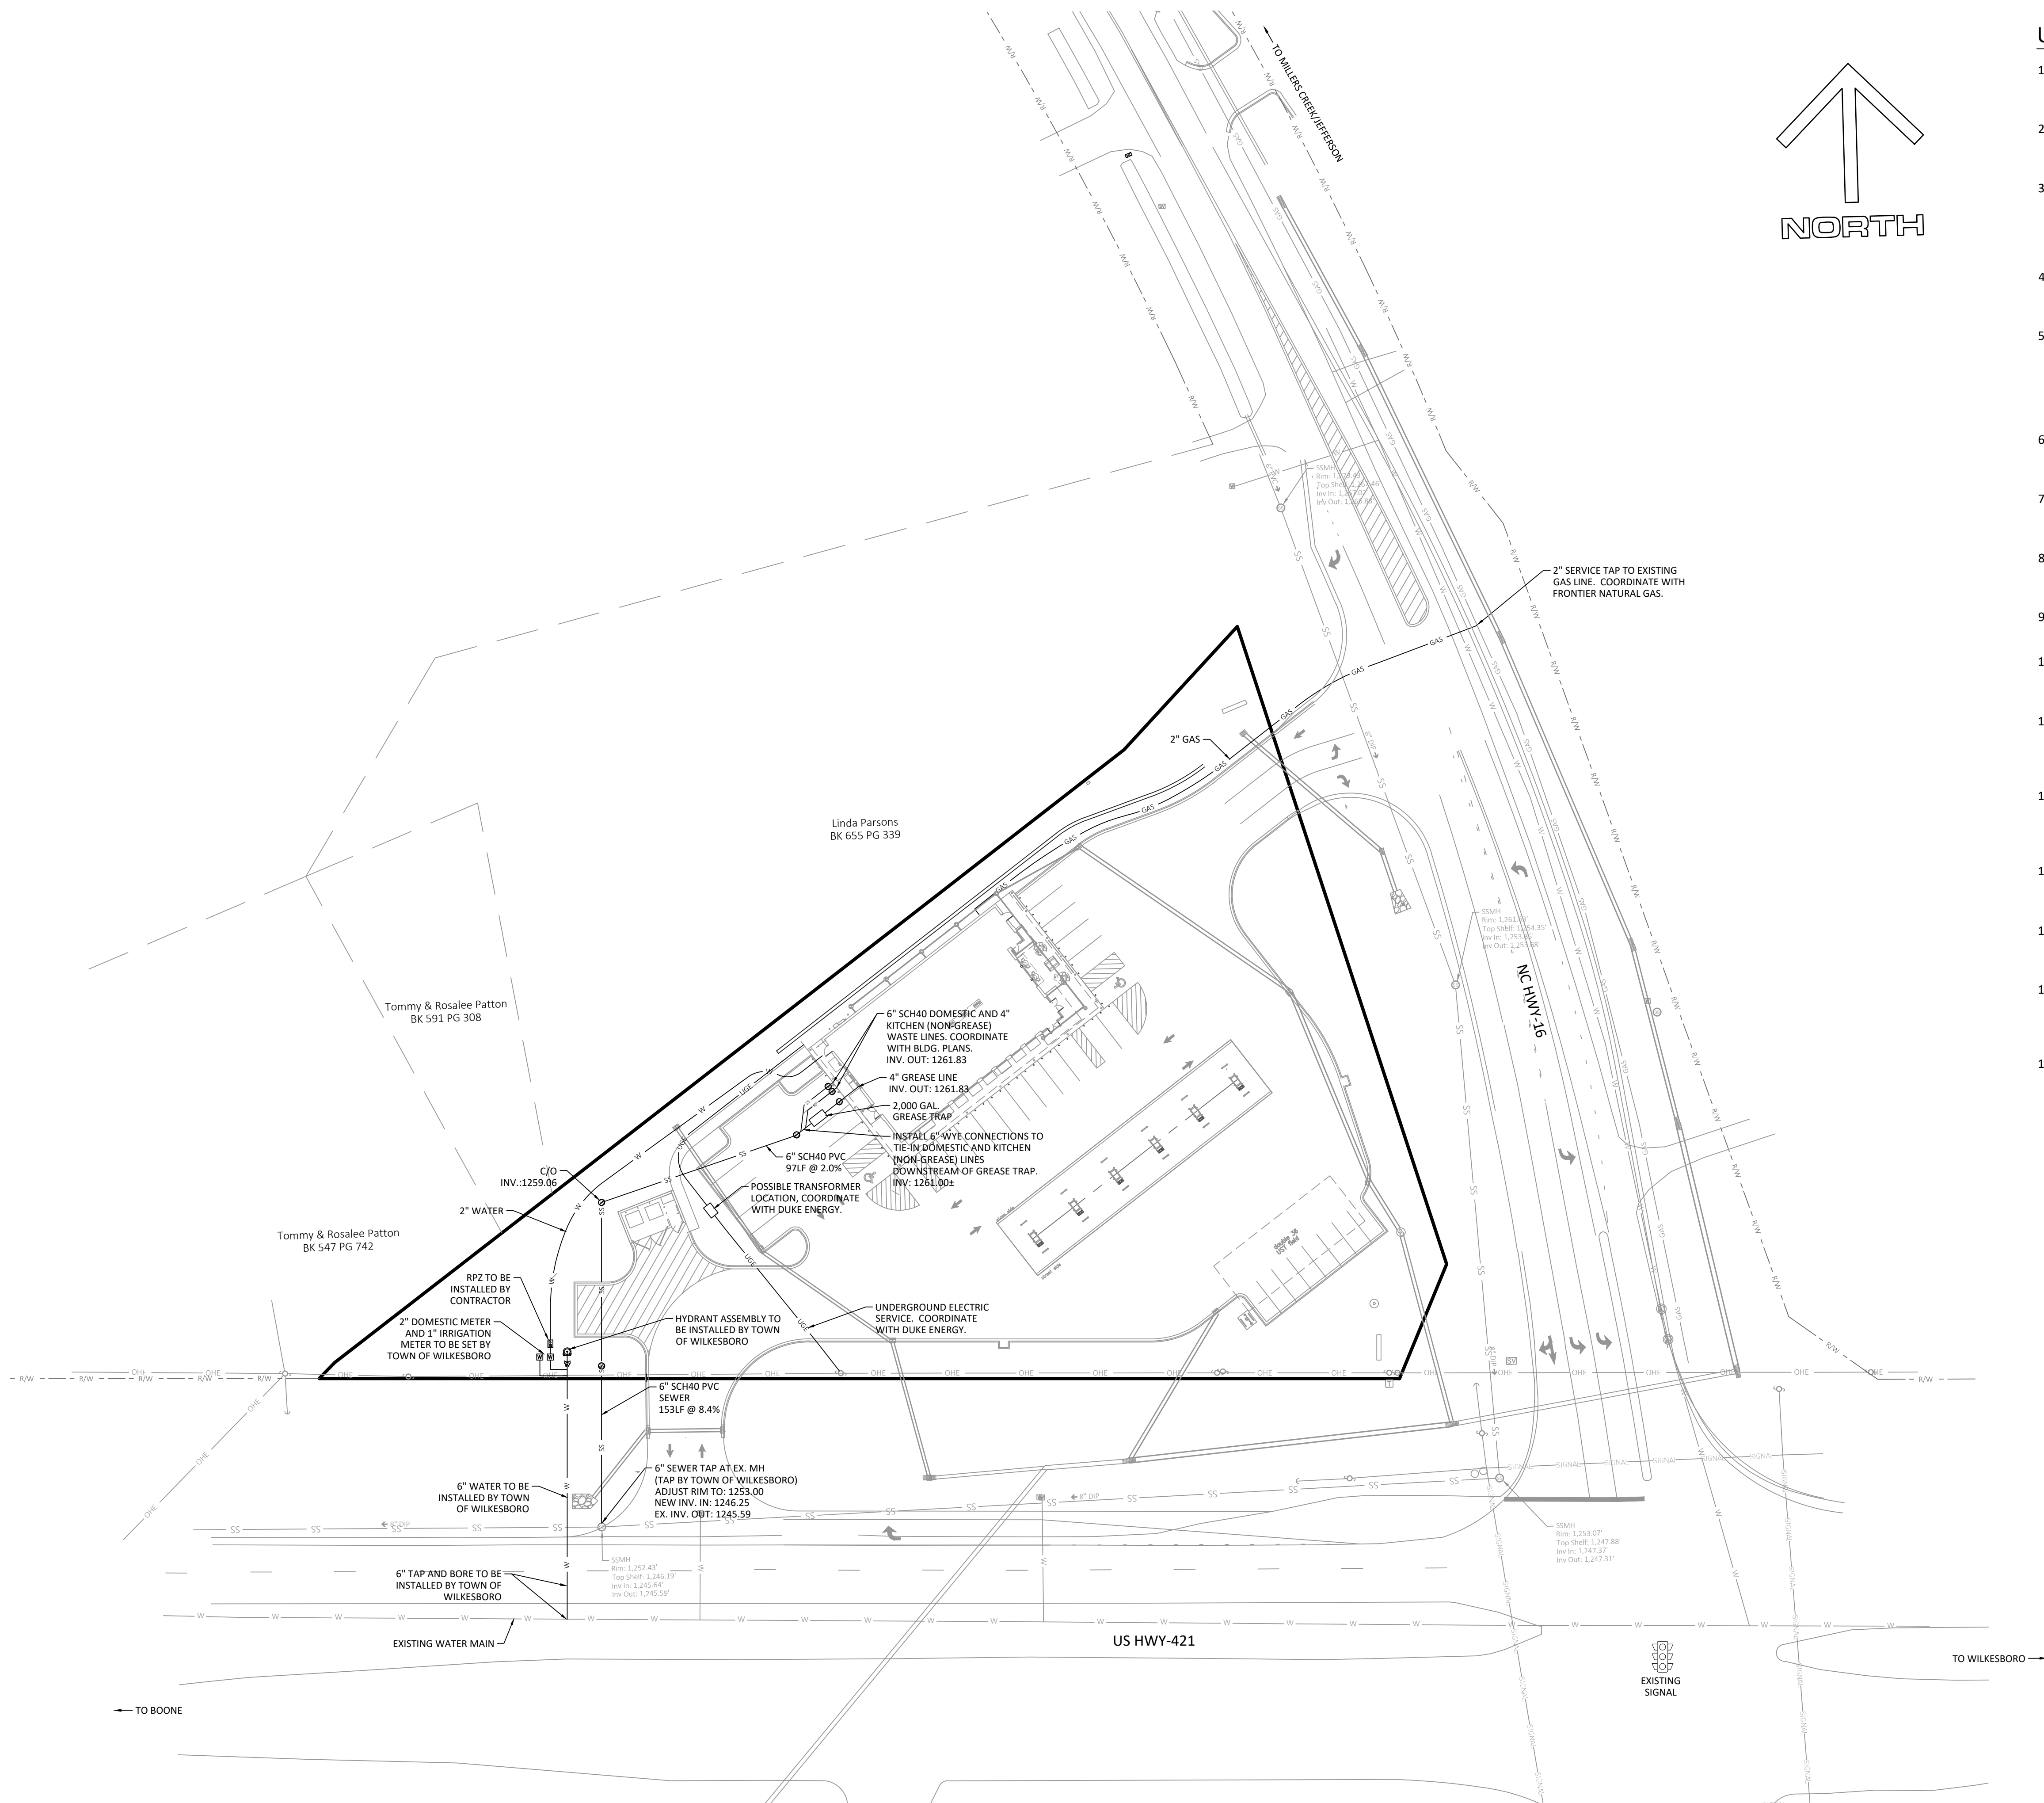 TO MILLERS CREEK/JEFFERSON
NORTH
2" SERVICE TAP TO EXISTING
GAS LINE. COORDINATE WITH
FRONTIER NATURAL GAS.
2" GAS
Linda Parsons
BK 655 PG 339
Tommy & Rosalee Patton
BK 591 PG 308
Tommy & Rosalee Patton
BK 547 PG 742
NC HWY-16
SSMH
SSMH
8" DIP
6" SCH40 DOMESTIC AND 4"
KITCHEN (NON-GREASE)
WASTE LINES. COORDINATE
WITH BLDG. PLANS.
INV. OUT: 1261.83
4" GREASE LINE
INV. OUT: 1261.83
2,000 GAL.
GREASE TRAP
INSTALL 6" WYE CONNECTIONS TO
TIE-IN DOMESTIC AND KITCHEN
(NON-GREASE) LINES
DOWNSTREAM OF GREASE TRAP.
INV: 1261.00±
6" SCH40 PVC
97LF @ 2.0%
POSSIBLE TRANSFORMER
LOCATION, COORDINATE
WITH DUKE ENERGY.
C/O
INV.:1259.06
2" WATER
RPZ TO BE
INSTALLED BY
CONTRACTOR
2" DOMESTIC METER
AND 1" IRRIGATION
METER TO BE SET BY
TOWN OF WILKESBORO
HYDRANT ASSEMBLY TO
BE INSTALLED BY TOWN
OF WILKESBORO
UNDERGROUND ELECTRIC
SERVICE. COORDINATE
WITH DUKE ENERGY.
double 36
UST field
6" SCH40 PVC
SEWER
153LF @ 8.4%
6" SEWER TAP AT EX. MH
(TAP BY TOWN OF WILKESBORO)
ADJUST RIM TO: 1253.00
NEW INV. IN: 1246.25
EX. INV. OUT: 1245.59
6" WATER TO BE
INSTALLED BY TOWN
OF WILKESBORO
8" DIP
8" DIP
SSMH
Rim: 1,252.43'
Top Shelf: 1,246.19'
Inv In: 1,245.64'
Inv Out: 1,245.59'
SSMH
Rim: 1,253.07'
Top Shelf: 1,247.88'
Inv In: 1,247.37'
Inv Out: 1,247.31'
6" TAP AND BORE TO BE
INSTALLED BY TOWN OF
WILKESBORO
EXISTING WATER MAIN
US HWY-421
EXISTING
SIGNAL
TO WILKESBORO
TO BOONE